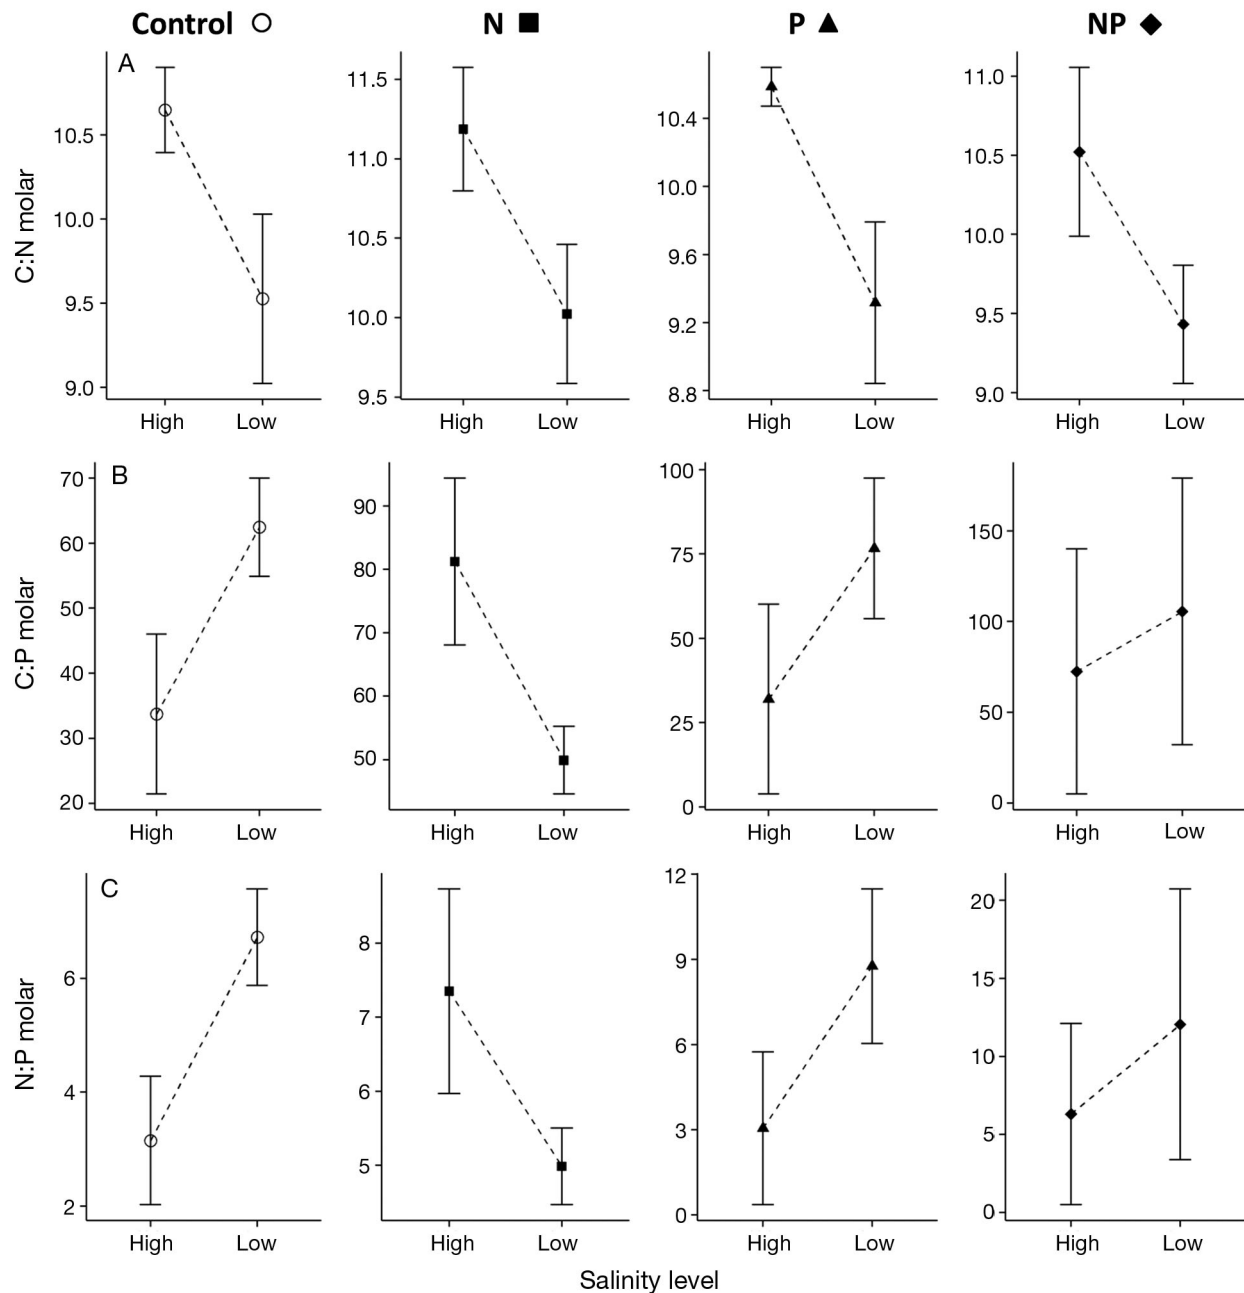 Control N P NP
A
C:N molar
10.5
10.0
9.5
9.0
High Low
11.5
11.0
10.5
10.0
9.5
High Low
10.4
10.0
9.6
9.2
8.8
High Low
11.0
10.5
10.0
9.5
9.0
High Low
B
C:P molar
70
60
50
40
30
20
High Low
90
80
70
60
50
High Low
100
75
50
25
0
High Low
150
100
50
0
High Low
C
N:P molar
6
4
2
High Low
8
7
6
5
High Low
12
9
6
3
0
High Low
20
15
10
5
0
High Low
Salinity level